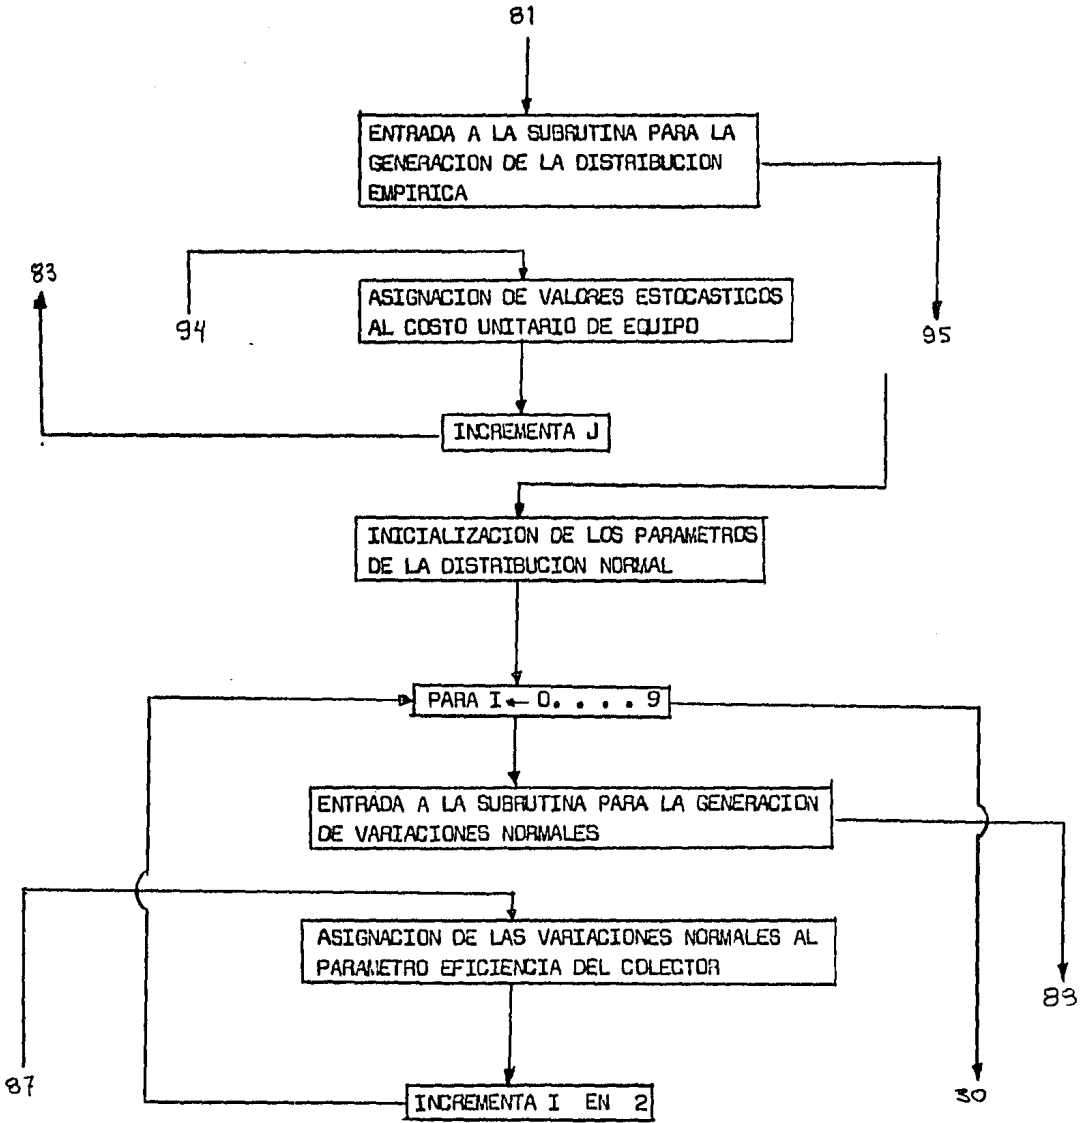 81
ENTRADA A LA SUBRUTINA PARA LA
GENERACION DE LA DISTRIBUCION
EMPIRICA
83
94
ASIGNACION DE VALORES ESTOCASTICOS
AL COSTO UNITARIO DE EQUIPO
95
INCREMENTA J
INICIALIZACION DE LOS PARAMETROS
DE LA DISTRIBUCION NORMAL
PARA I ← 0. . . . 9
ENTRADA A LA SUBRUTINA PARA LA GENERACION
DE VARIACIONES NORMALES
ASIGNACION DE LAS VARIACIONES NORMALES AL
PARAMETRO EFICIENCIA DEL COLECTOR
89
87
30
INCREMENTA I EN 2